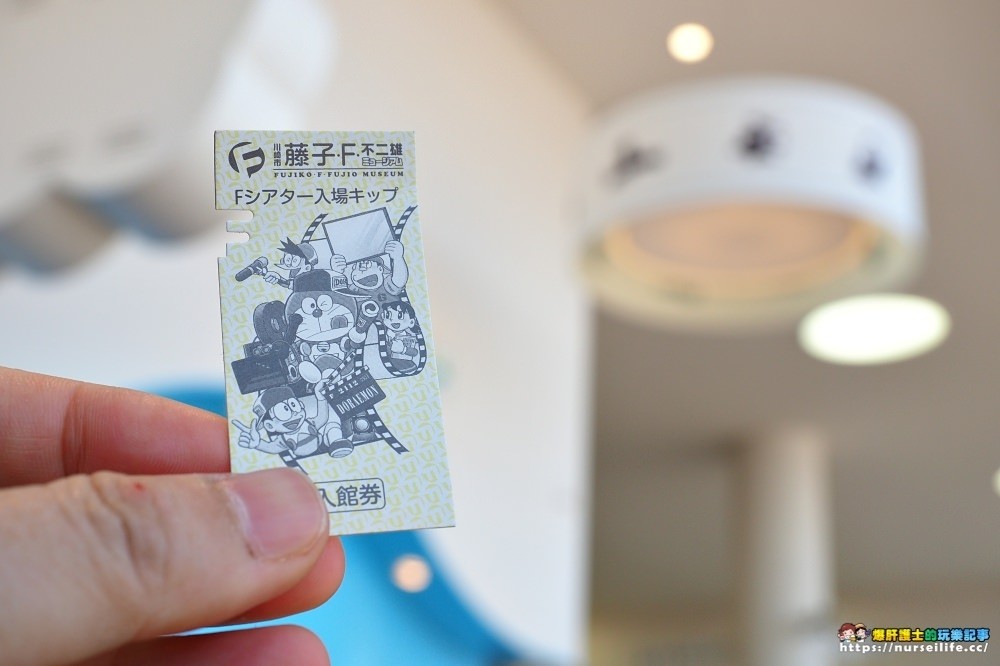 川崎市 藤子・F・不二雄 ミュージアム
FUJIKO・F・FUJIO MUSEUM
Fシアター入場キップ
DORAEMON
入館券
爆肝護士的玩樂記事
https://nurseilife.cc/